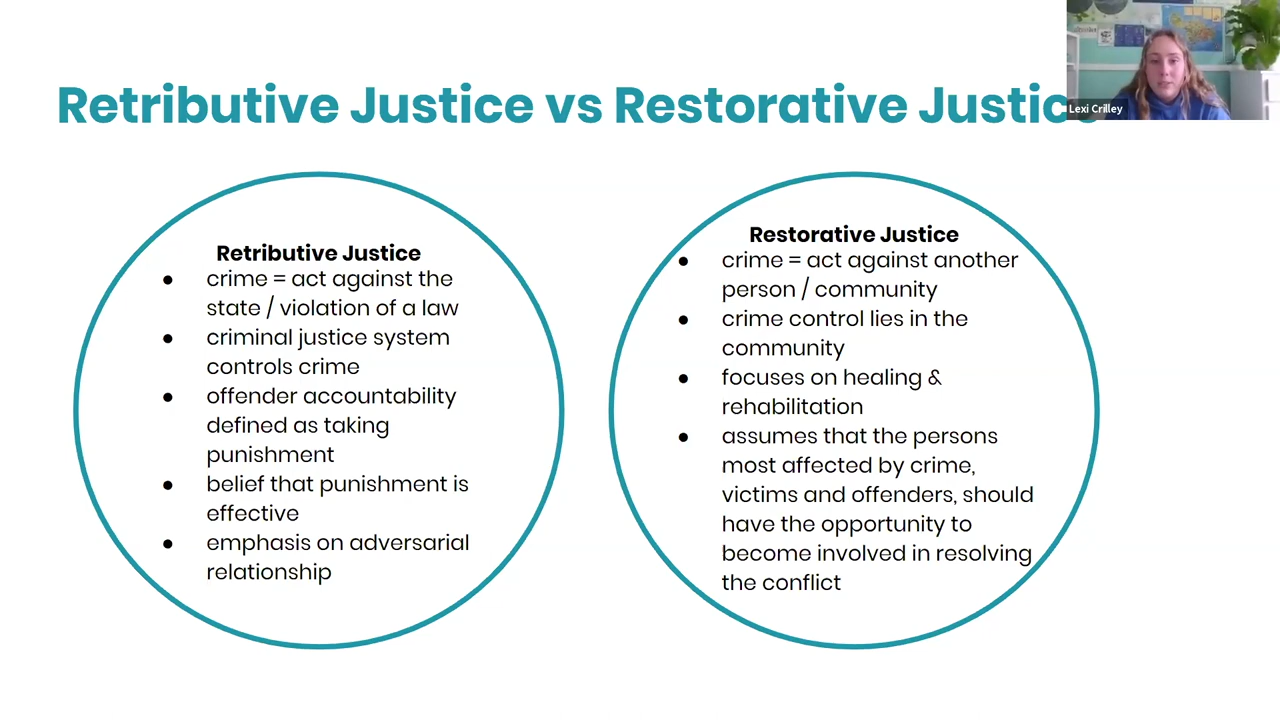 Retributive Justice vs Restorative Justice
Lexi Crilley
Retributive Justice
● crime = act against the
state / violation of a law
● criminal justice system
controls crime
● offender accountability
defined as taking
punishment
● belief that punishment is
effective
● emphasis on adversarial
relationship
Restorative Justice
● crime = act against another
person / community
● crime control lies in the
community
● focuses on healing &
rehabilitation
● assumes that the persons
most affected by crime,
victims and offenders, should
have the opportunity to
become involved in resolving
the conflict